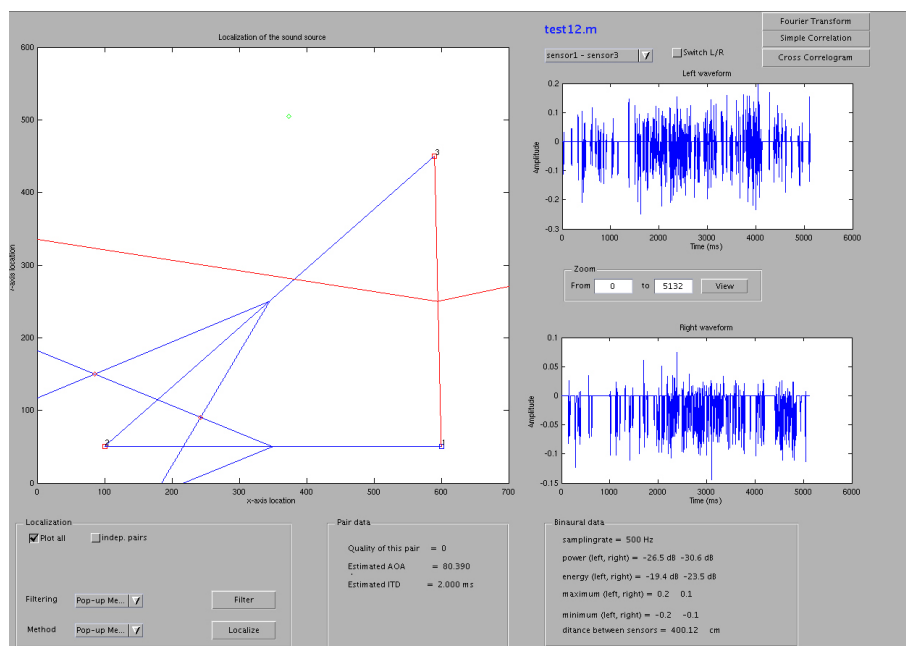 Localization of the sound source
600
500
400
300
200
100
0
0 100 200 300 400 500 600 700
x-axis location
y-axis location
3
2
1
test12.m
Fourier Transform
Simple Correlation
Cross Correlogram
sensor1 - sensor3
Switch L/R
Left waveform
0.2
0.1
0
-0.1
-0.2
-0.3
Amplitude
0 1000 2000 3000 4000 5000 6000
Time (ms)
Zoom
From 0 to 5132 View
Right waveform
0.1
0.05
0
-0.05
-0.1
-0.15
Amplitude
0 1000 2000 3000 4000 5000 6000
Time (ms)
Localization
Plot all indep. pairs
Filtering Pop-up Me... Filter
Method Pop-up Me... Localize
Pair data
Quality of this pair = 0
Estimated AOA = 80.390
Estimated ITD = 2.000 ms
Binaural data
samplingrate = 500 Hz
power (left, right) = -26.5 dB -30.6 dB
energy (left, right) = -19.4 dB -23.5 dB
maximum (left, right) = 0.2 0.1
minimum (left, right) = -0.2 -0.1
ditance between sensors = 400.12 cm